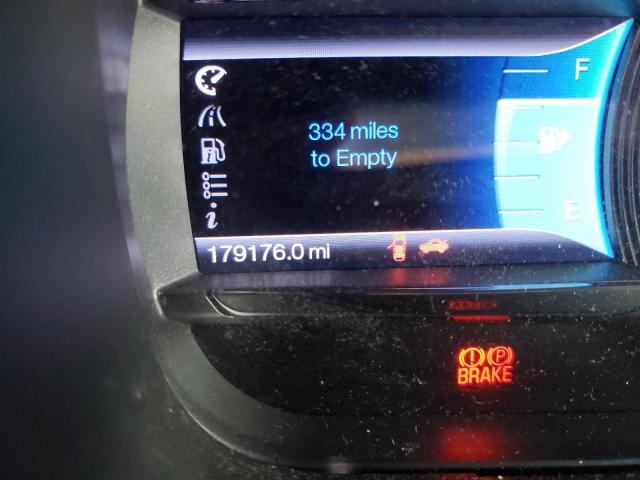 F
334 miles
to Empty
E
179176.0 mi
P
BRAKE